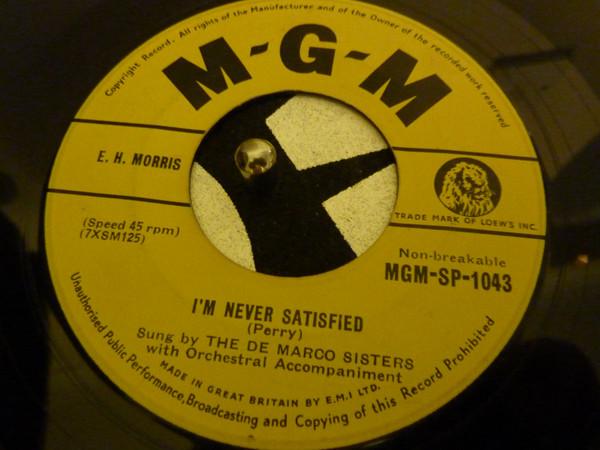 Copyright Record. All rights of the Manufacturer and of the Owner of the recorded work reserved
M-G-M
E. H. MORRIS
TRADE MARK OF LOEW'S INC.
(Speed 45 rpm)
(7XSM125)
Non-breakable
MGM-SP-1043
I'M NEVER SATISFIED
(Perry)
Sung by THE DE MARCO SISTERS
with Orchestral Accompaniment
MADE IN GREAT BRITAIN BY E.M.I LTD.
Unauthorised Public Performance, Broadcasting and Copying of this Record Prohibited